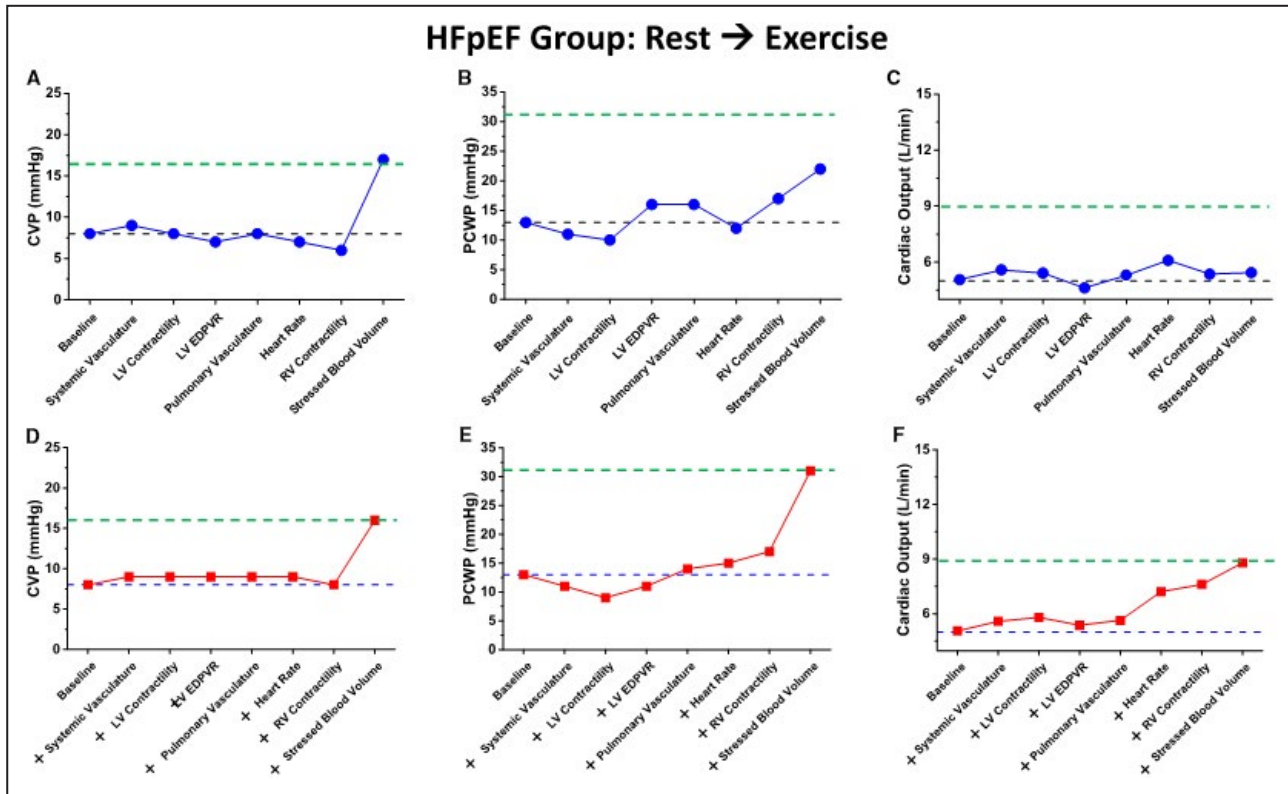 HFpEF Group: Rest → Exercise
A
CVP (mmHg)
25
20
15
10
5
0
Baseline
Systemic Vasculature
LV Contractility
LV EDPVR
Pulmonary Vasculature
Heart Rate
RV Contractility
Stressed Blood Volume
B
PCWP (mmHg)
35
30
25
20
15
10
5
0
Baseline
Systemic Vasculature
LV Contractility
LV EDPVR
Pulmonary Vasculature
Heart Rate
RV Contractility
Stressed Blood Volume
C
Cardiac Output (L/min)
15
12
9
6
Baseline
Systemic Vasculature
LV Contractility
LV EDPVR
Pulmonary Vasculature
Heart Rate
RV Contractility
Stressed Blood Volume
D
CVP (mmHg)
25
20
15
10
5
0
Baseline
+ Systemic Vasculature
+ LV Contractility
+ LV EDPVR
+ Pulmonary Vasculature
+ Heart Rate
+ RV Contractility
+ Stressed Blood Volume
E
PCWP (mmHg)
35
30
25
20
15
10
5
0
Baseline
+ Systemic Vasculature
+ LV Contractility
+ LV EDPVR
+ Pulmonary Vasculature
+ Heart Rate
+ RV Contractility
+ Stressed Blood Volume
F
Cardiac Output (L/min)
15
12
9
6
Baseline
+ Systemic Vasculature
+ LV Contractility
+ LV EDPVR
+ Pulmonary Vasculature
+ Heart Rate
+ RV Contractility
+ Stressed Blood Volume